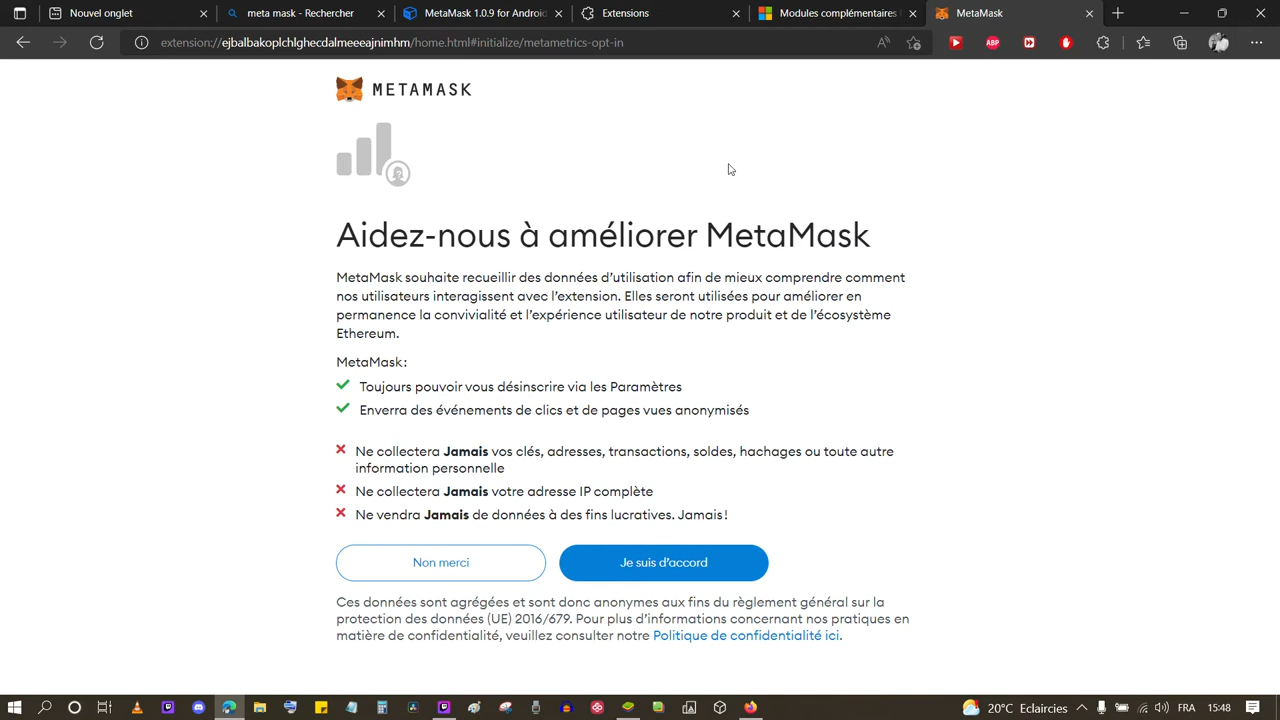 Nouvel onglet
meta mask - Rechercher
MetaMask 1.0.9 for Android
Extensions
Modules complémentaires
MetaMask
extension://ejbalbakoplchlghecdalmeeeajnimhm/home.html#initialize/metametrics-opt-in
METAMASK
Aidez-nous à améliorer MetaMask
MetaMask souhaite recueillir des données d’utilisation afin de mieux comprendre comment
nos utilisateurs interagissent avec l’extension. Elles seront utilisées pour améliorer en
permanence la convivialité et l’expérience utilisateur de notre produit et de l’écosystème
Ethereum.
MetaMask :
Toujours pouvoir vous désinscrire via les Paramètres
Enverra des événements de clics et de pages vues anonymisés
Ne collectera Jamais vos clés, adresses, transactions, soldes, hachages ou toute autre
information personnelle
Ne collectera Jamais votre adresse IP complète
Ne vendra Jamais de données à des fins lucratives. Jamais !
Non merci
Je suis d’accord
Ces données sont agrégées et sont donc anonymes aux fins du règlement général sur la
protection des données (UE) 2016/679. Pour plus d’informations concernant nos pratiques en
matière de confidentialité, veuillez consulter notre Politique de confidentialité ici.
ABP
20°C Eclaircies
FRA
15:48